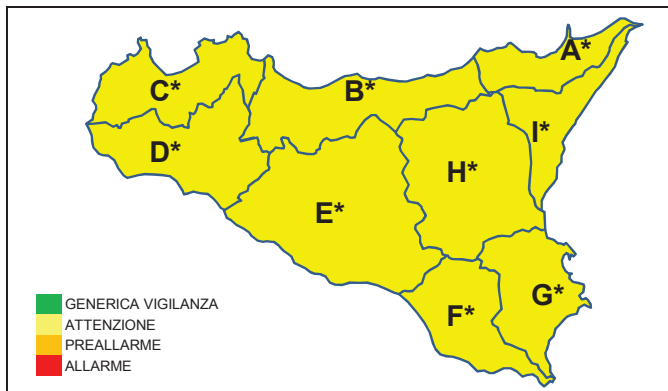 A*
C*
B*
I*
D*
H*
E*
G*
F*
GENERICA VIGILANZA
ATTENZIONE
PREALLARME
ALLARME